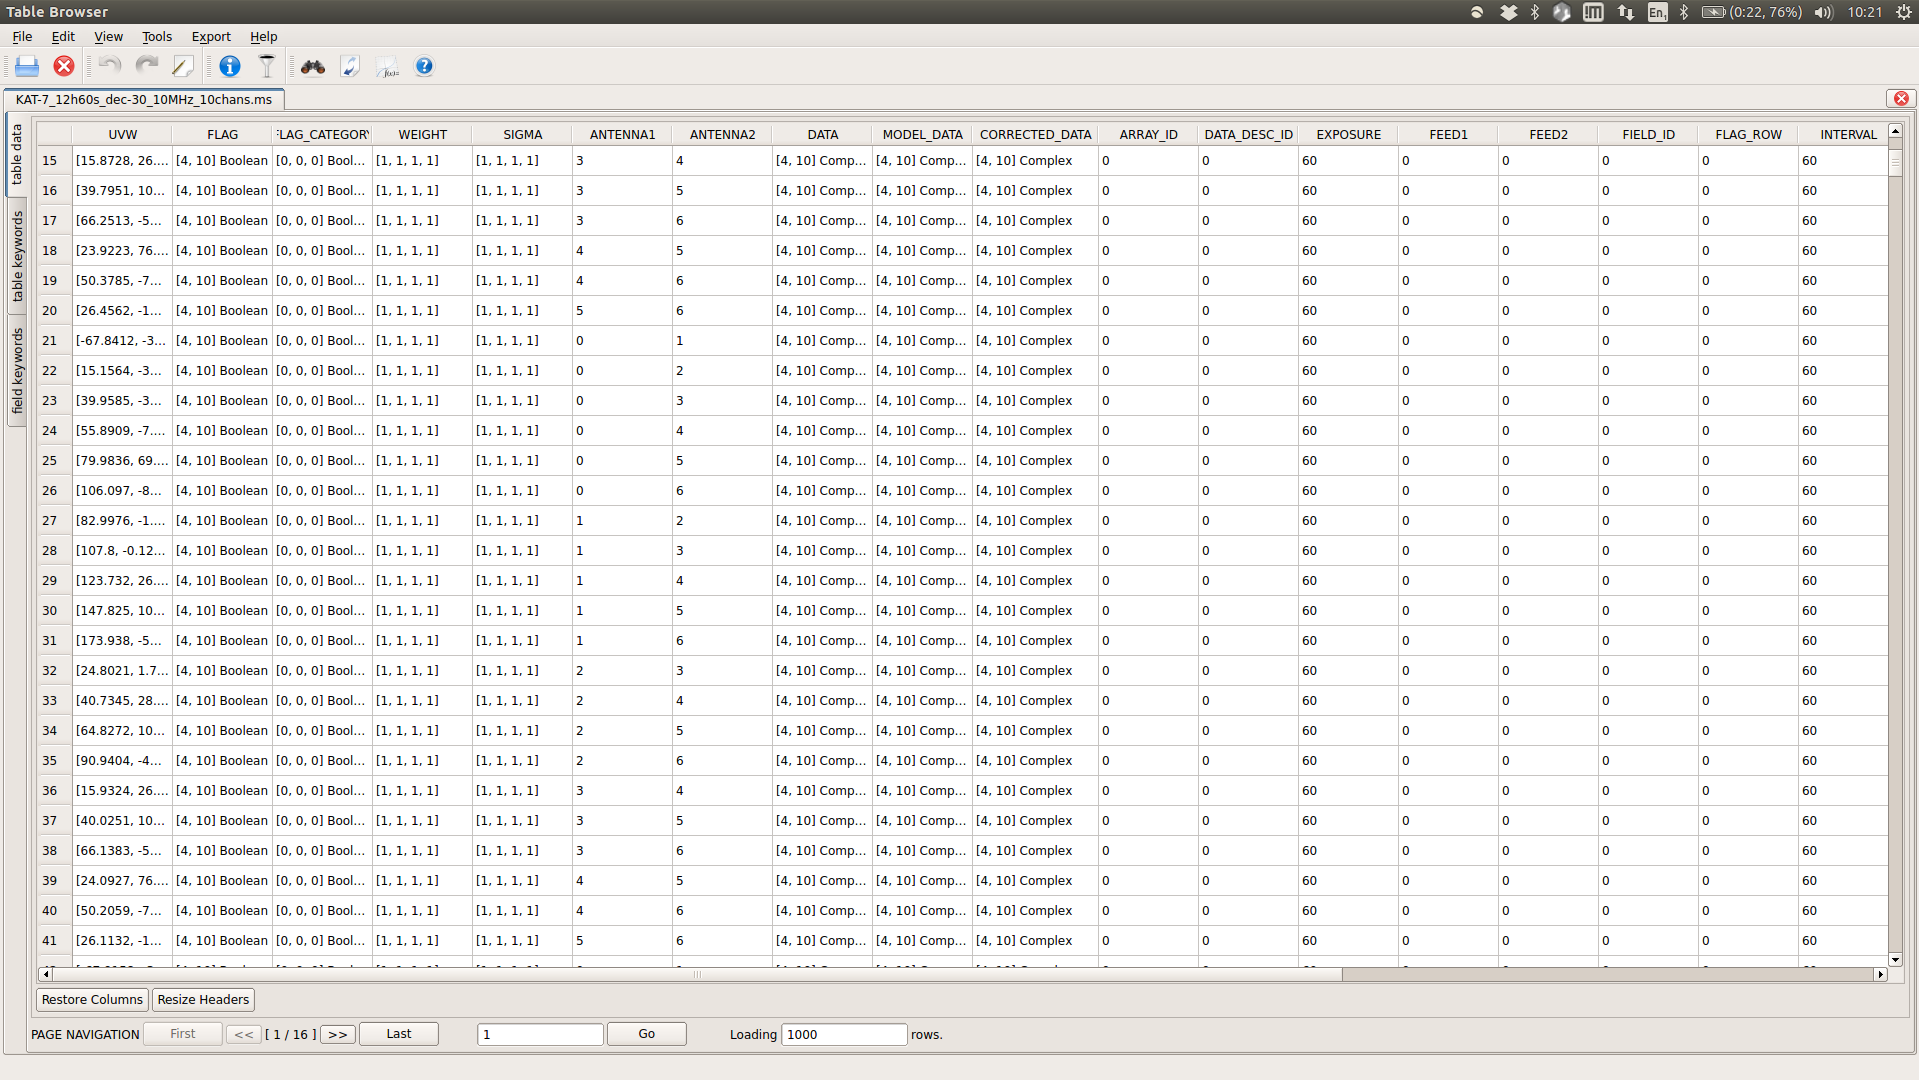 Table Browser
En1
(0:22, 76%)
10:21
File Edit View Tools Export Help
KAT-7_12h60s_dec-30_10MHz_10chans.ms
table data
table keywords
field keywords
UVW FLAG FLAG_CATEGORY WEIGHT SIGMA ANTENNA1 ANTENNA2 DATA MODEL_DATA CORRECTED_DATA ARRAY_ID DATA_DESC_ID EXPOSURE FEED1 FEED2 FIELD_ID FLAG_ROW INTERVAL
15 [15.8728, 26.... [4, 10] Boolean [0, 0, 0] Bool... [1, 1, 1, 1] [1, 1, 1, 1] 3 4 [4, 10] Comp... [4, 10] Comp... [4, 10] Complex 0 0 60 0 0 0 0 60
16 [39.7951, 10... [4, 10] Boolean [0, 0, 0] Bool... [1, 1, 1, 1] [1, 1, 1, 1] 3 5 [4, 10] Comp... [4, 10] Comp... [4, 10] Complex 0 0 60 0 0 0 0 60
17 [66.2513, -5... [4, 10] Boolean [0, 0, 0] Bool... [1, 1, 1, 1] [1, 1, 1, 1] 3 6 [4, 10] Comp... [4, 10] Comp... [4, 10] Complex 0 0 60 0 0 0 0 60
18 [23.9223, 76.... [4, 10] Boolean [0, 0, 0] Bool... [1, 1, 1, 1] [1, 1, 1, 1] 4 5 [4, 10] Comp... [4, 10] Comp... [4, 10] Complex 0 0 60 0 0 0 0 60
19 [50.3785, -7... [4, 10] Boolean [0, 0, 0] Bool... [1, 1, 1, 1] [1, 1, 1, 1] 4 6 [4, 10] Comp... [4, 10] Comp... [4, 10] Complex 0 0 60 0 0 0 0 60
20 [26.4562, -1... [4, 10] Boolean [0, 0, 0] Bool... [1, 1, 1, 1] [1, 1, 1, 1] 5 6 [4, 10] Comp... [4, 10] Comp... [4, 10] Complex 0 0 60 0 0 0 0 60
21 [-67.8412, -3... [4, 10] Boolean [0, 0, 0] Bool... [1, 1, 1, 1] [1, 1, 1, 1] 0 1 [4, 10] Comp... [4, 10] Comp... [4, 10] Complex 0 0 60 0 0 0 0 60
22 [15.1564, -3... [4, 10] Boolean [0, 0, 0] Bool... [1, 1, 1, 1] [1, 1, 1, 1] 0 2 [4, 10] Comp... [4, 10] Comp... [4, 10] Complex 0 0 60 0 0 0 0 60
23 [39.9585, -3... [4, 10] Boolean [0, 0, 0] Bool... [1, 1, 1, 1] [1, 1, 1, 1] 0 3 [4, 10] Comp... [4, 10] Comp... [4, 10] Complex 0 0 60 0 0 0 0 60
24 [55.8909, -7.... [4, 10] Boolean [0, 0, 0] Bool... [1, 1, 1, 1] [1, 1, 1, 1] 0 4 [4, 10] Comp... [4, 10] Comp... [4, 10] Complex 0 0 60 0 0 0 0 60
25 [79.9836, 69.... [4, 10] Boolean [0, 0, 0] Bool... [1, 1, 1, 1] [1, 1, 1, 1] 0 5 [4, 10] Comp... [4, 10] Comp... [4, 10] Complex 0 0 60 0 0 0 0 60
26 [106.097, -8... [4, 10] Boolean [0, 0, 0] Bool... [1, 1, 1, 1] [1, 1, 1, 1] 0 6 [4, 10] Comp... [4, 10] Comp... [4, 10] Complex 0 0 60 0 0 0 0 60
27 [82.9976, -1.... [4, 10] Boolean [0, 0, 0] Bool... [1, 1, 1, 1] [1, 1, 1, 1] 1 2 [4, 10] Comp... [4, 10] Comp... [4, 10] Complex 0 0 60 0 0 0 0 60
28 [107.8, -0.12... [4, 10] Boolean [0, 0, 0] Bool... [1, 1, 1, 1] [1, 1, 1, 1] 1 3 [4, 10] Comp... [4, 10] Comp... [4, 10] Complex 0 0 60 0 0 0 0 60
29 [123.732, 26.... [4, 10] Boolean [0, 0, 0] Bool... [1, 1, 1, 1] [1, 1, 1, 1] 1 4 [4, 10] Comp... [4, 10] Comp... [4, 10] Complex 0 0 60 0 0 0 0 60
30 [147.825, 10... [4, 10] Boolean [0, 0, 0] Bool... [1, 1, 1, 1] [1, 1, 1, 1] 1 5 [4, 10] Comp... [4, 10] Comp... [4, 10] Complex 0 0 60 0 0 0 0 60
31 [173.938, -5... [4, 10] Boolean [0, 0, 0] Bool... [1, 1, 1, 1] [1, 1, 1, 1] 1 6 [4, 10] Comp... [4, 10] Comp... [4, 10] Complex 0 0 60 0 0 0 0 60
32 [24.8021, 1.7... [4, 10] Boolean [0, 0, 0] Bool... [1, 1, 1, 1] [1, 1, 1, 1] 2 3 [4, 10] Comp... [4, 10] Comp... [4, 10] Complex 0 0 60 0 0 0 0 60
33 [40.7345, 28.... [4, 10] Boolean [0, 0, 0] Bool... [1, 1, 1, 1] [1, 1, 1, 1] 2 4 [4, 10] Comp... [4, 10] Comp... [4, 10] Complex 0 0 60 0 0 0 0 60
34 [64.8272, 10... [4, 10] Boolean [0, 0, 0] Bool... [1, 1, 1, 1] [1, 1, 1, 1] 2 5 [4, 10] Comp... [4, 10] Comp... [4, 10] Complex 0 0 60 0 0 0 0 60
35 [90.9404, -4... [4, 10] Boolean [0, 0, 0] Bool... [1, 1, 1, 1] [1, 1, 1, 1] 2 6 [4, 10] Comp... [4, 10] Comp... [4, 10] Complex 0 0 60 0 0 0 0 60
36 [15.9324, 26.... [4, 10] Boolean [0, 0, 0] Bool... [1, 1, 1, 1] [1, 1, 1, 1] 3 4 [4, 10] Comp... [4, 10] Comp... [4, 10] Complex 0 0 60 0 0 0 0 60
37 [40.0251, 10... [4, 10] Boolean [0, 0, 0] Bool... [1, 1, 1, 1] [1, 1, 1, 1] 3 5 [4, 10] Comp... [4, 10] Comp... [4, 10] Complex 0 0 60 0 0 0 0 60
38 [66.1383, -5... [4, 10] Boolean [0, 0, 0] Bool... [1, 1, 1, 1] [1, 1, 1, 1] 3 6 [4, 10] Comp... [4, 10] Comp... [4, 10] Complex 0 0 60 0 0 0 0 60
39 [24.0927, 76.... [4, 10] Boolean [0, 0, 0] Bool... [1, 1, 1, 1] [1, 1, 1, 1] 4 5 [4, 10] Comp... [4, 10] Comp... [4, 10] Complex 0 0 60 0 0 0 0 60
40 [50.2059, -7... [4, 10] Boolean [0, 0, 0] Bool... [1, 1, 1, 1] [1, 1, 1, 1] 4 6 [4, 10] Comp... [4, 10] Comp... [4, 10] Complex 0 0 60 0 0 0 0 60
41 [26.1132, -1... [4, 10] Boolean [0, 0, 0] Bool... [1, 1, 1, 1] [1, 1, 1, 1] 5 6 [4, 10] Comp... [4, 10] Comp... [4, 10] Complex 0 0 60 0 0 0 0 60
Restore Columns Resize Headers
PAGE NAVIGATION First << [ 1 / 16 ] >> Last 1 Go Loading 1000 rows.